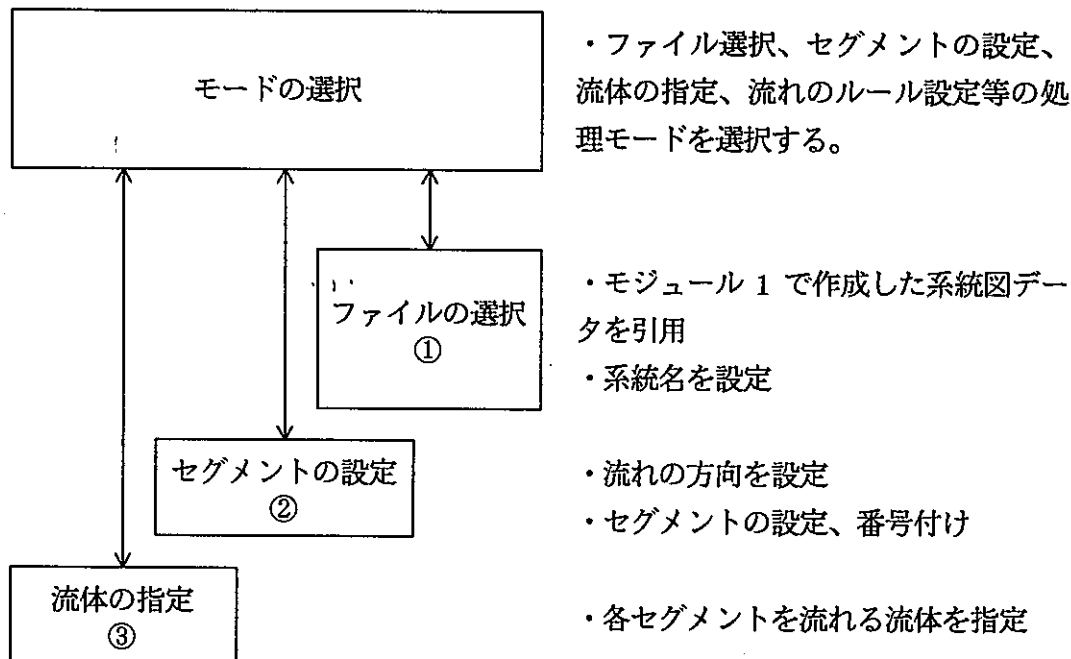 モードの選択
・ファイル選択、セグメントの設定、
流体の指定、流れのルール設定等の処
理モードを選択する。
ファイルの選択
①
・モジュール 1 で作成した系統図デー
タを引用
・系統名を設定
セグメントの設定
②
・流れの方向を設定
・セグメントの設定、番号付け
流体の指定
③
・各セグメントを流れる流体を指定